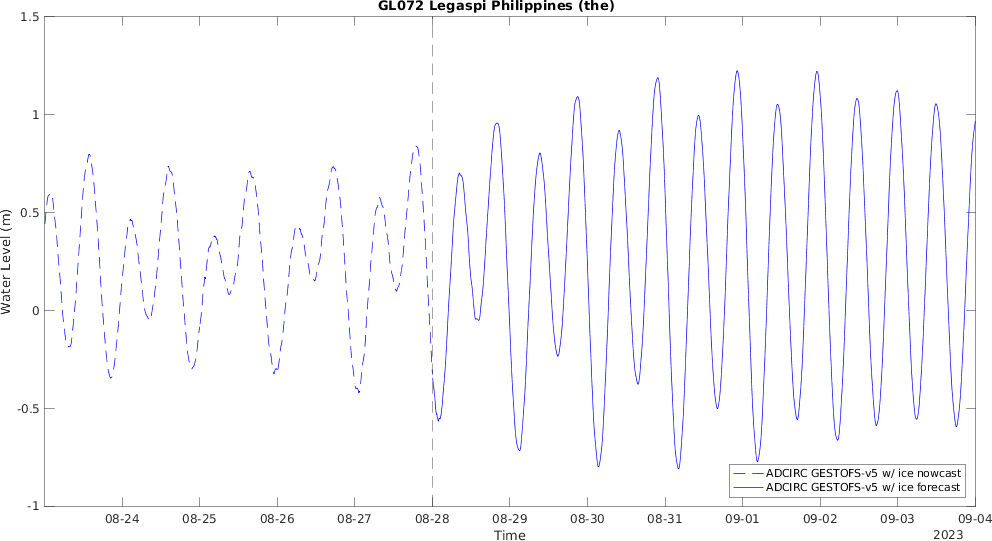 GL072 Legaspi Philippines (the)
1.5
1
0.5
0
-0.5
-1
Water Level (m)
ADCIRC GESTOFS-v5 w/ ice nowcast
ADCIRC GESTOFS-v5 w/ ice forecast
08-24 08-25 08-26 08-27 08-28 08-29 08-30 08-31 09-01 09-02 09-03 09-04
Time
2023